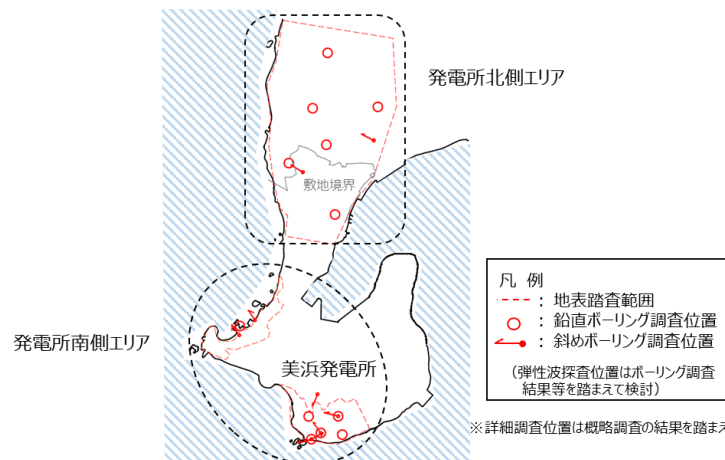 発電所北側エリア
敷地境界
発電所南側エリア
美浜発電所
凡 例
： 地表踏査範囲
： 鉛直ボーリング調査位置
： 斜めボーリング調査位置
（弾性波探査位置はボーリング調査
結果等を踏まえて検討）
※詳細調査位置は概略調査の結果を踏まえ